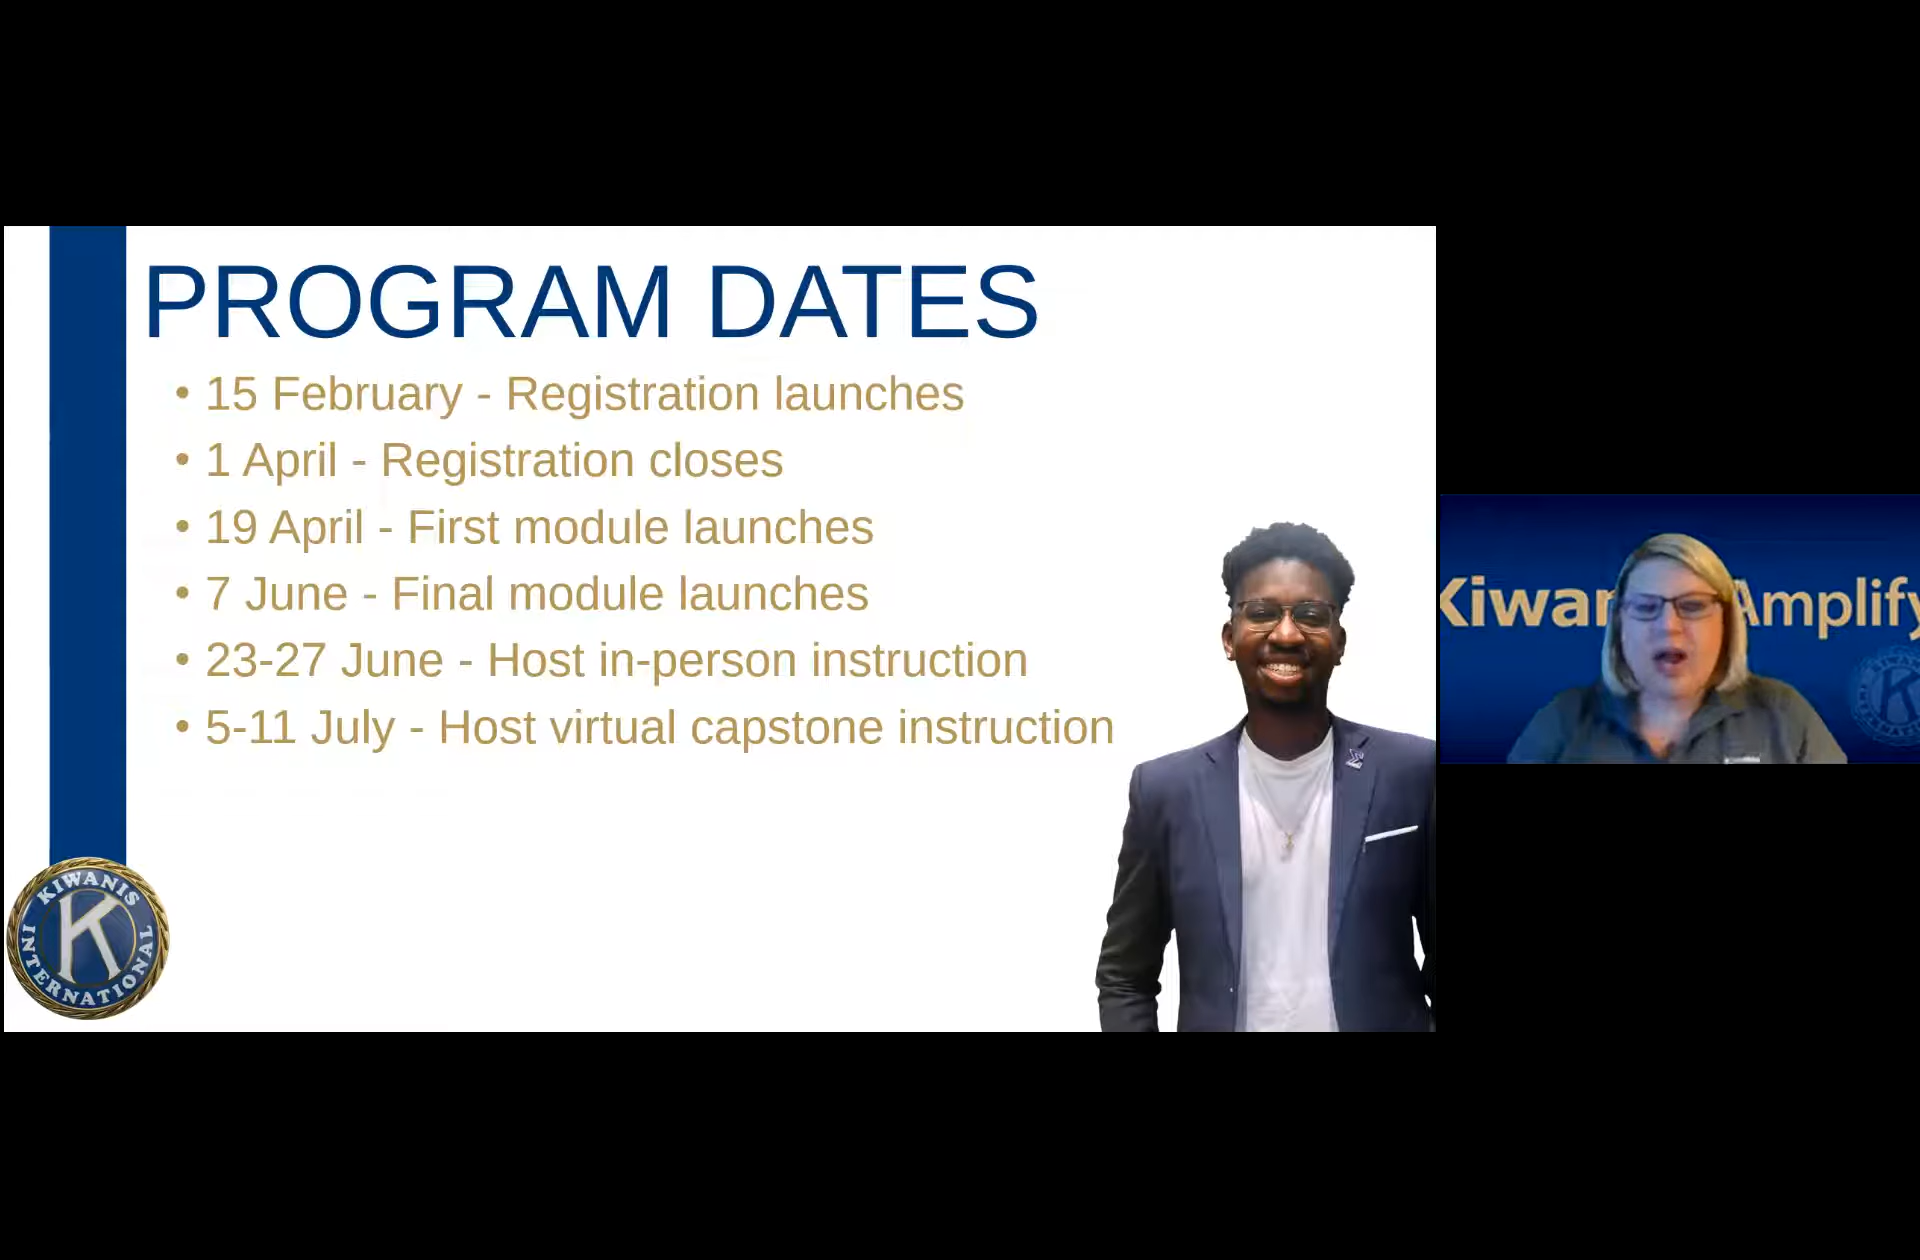 PROGRAM DATES
• 15 February - Registration launches
• 1 April - Registration closes
• 19 April - First module launches
• 7 June - Final module launches
• 23-27 June - Host in-person instruction
• 5-11 July - Host virtual capstone instruction
KIWANIS
K
INTERNATIONAL
Kiwan Amplify
K